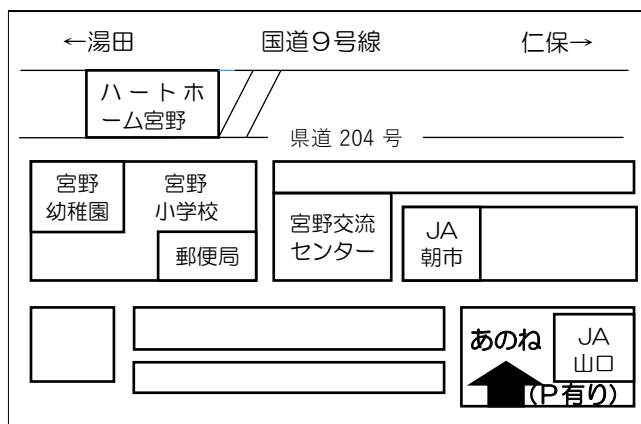 ←湯田
国道9号線
仁保→
ハートホ
ーム宮野
県道 204 号
宮野
幼稚園
宮野
小学校
郵便局
宮野交流
センター
JA
朝市
あのね
JA
山口
(P有り)